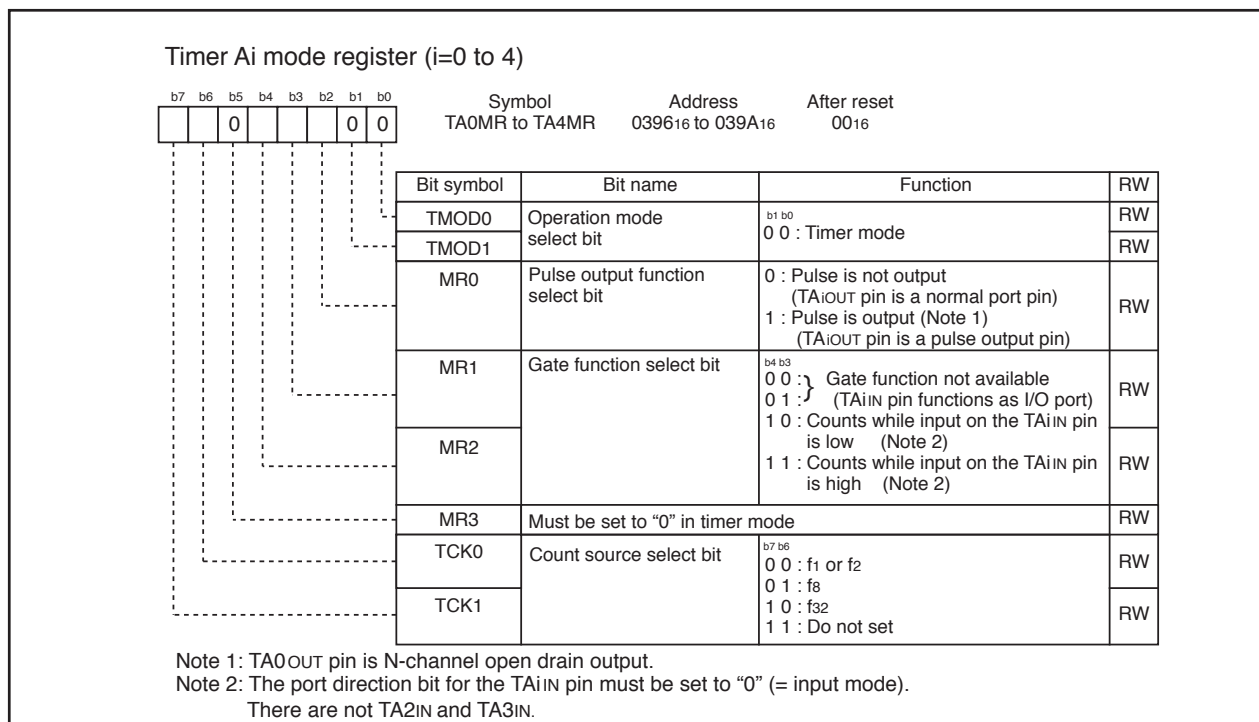 Timer Ai mode register (i=0 to 4)
b7 b6 b5 b4 b3 b2 b1 b0
0 0 0
Symbol Address After reset
TA0MR to TA4MR 039616 to 039A16 0016
Bit symbol Bit name Function RW
TMOD0 Operation mode select bit b1 b0 RW
TMOD1 0 0 : Timer mode RW
MR0 Pulse output function select bit 0 : Pulse is not output RW
(TAiOUT pin is a normal port pin)
1 : Pulse is output (Note 1)
(TAiOUT pin is a pulse output pin)
MR1 Gate function select bit b4 b3 RW
0 0 : } Gate function not available
0 1 : } (TAiIN pin functions as I/O port)
1 0 : Counts while input on the TAiIN pin
is low (Note 2)
MR2 1 1 : Counts while input on the TAiIN pin RW
is high (Note 2)
MR3 Must be set to “0” in timer mode RW
TCK0 Count source select bit b7 b6 RW
0 0 : f1 or f2
0 1 : f8
TCK1 1 0 : f32 RW
1 1 : Do not set
Note 1: TA0OUT pin is N-channel open drain output.
Note 2: The port direction bit for the TAiIN pin must be set to “0” (= input mode).
There are not TA2IN and TA3IN.